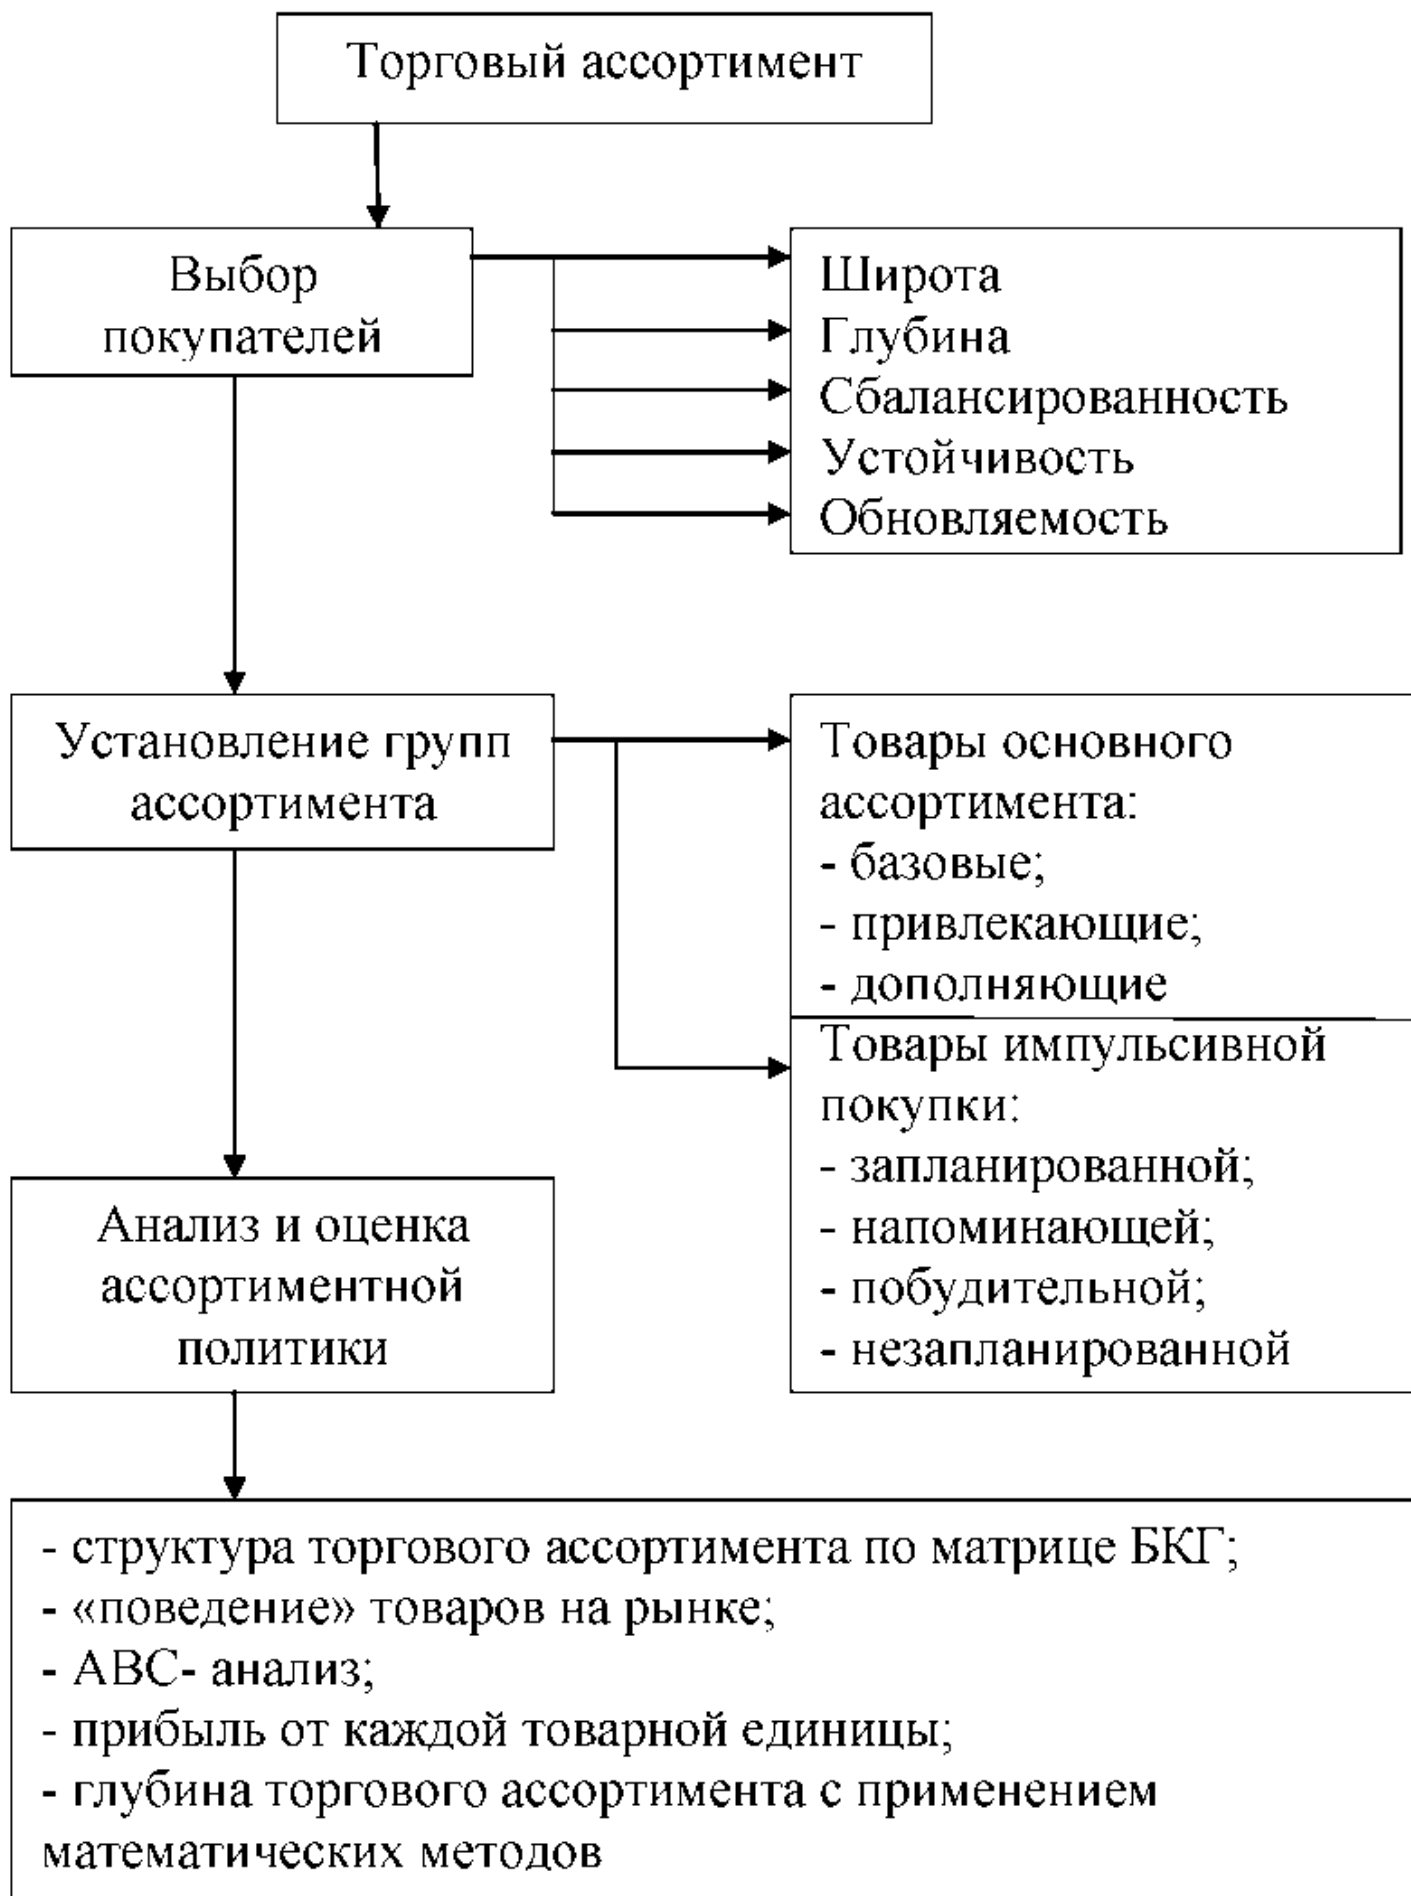 Торговый ассортимент
Выбор
покупателей
Широта
Глубина
Сбалансированность
Устойчивость
Обновляемость
Установление групп
ассортимента
Товары основного
ассортимента:
- базовые;
- привлекающие;
- дополняющие
Товары импульсивной
покупки:
- запланированной;
- напоминающей;
- побудительной;
- незапланированной
Анализ и оценка
ассортиментной
политики
- структура торгового ассортимента по матрице БКГ;
- «поведение» товаров на рынке;
- АВС- анализ;
- прибыль от каждой товарной единицы;
- глубина торгового ассортимента с применением
математических методов